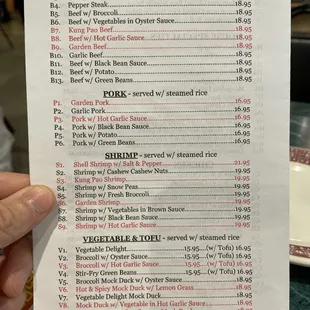 B4. Pepper Steak 18.95
B5. Beef w/ Broccoli 18.95
B6. Beef w/ Vegetables in Oyster Sauce 18.95
B7. Kung Pao Beef 18.95
B8. Beef w/ Hot Garlic Sauce 18.95
B9. Garden Beef 18.95
B10. Garlic Beef 18.95
B11. Beef w/ Black Bean Sauce 18.95
B12. Beef w/ Potato 18.95
B13. Beef w/ Green Beans 18.95
PORK - served w/ steamed rice
P1. Garden Pork 16.95
P2. Garlic Pork 16.95
P3. Pork w/ Hot Garlic Sauce 16.95
P4. Pork w/ Black Bean Sauce 16.95
P5. Pork w/ Potato 16.95
P6. Pork w/ Green Beans 16.95
SHRIMP - served w/ steamed rice
S1. Shell Shrimp w/ Salt & Pepper 21.95
S2. Shrimp w/ Cashew Cashew Nuts 19.95
S3. Kung Pao Shrimp 19.95
S4. Shrimp w/ Snow Peas 19.95
S5. Shrimp w/ Fresh Broccoli 19.95
S6. Garden Shrimp 19.95
S7. Shrimp w/ Vegetables in Brown Sauce 19.95
S8. Shrimp w/ Black Bean Sauce 19.95
S9. Shrimp w/ Hot Garlic Sauce 19.95
VEGETABLE & TOFU - served w/ steamed rice
V1. Vegetable Delight 15.95 (w/ Tofu) 16.95
V2. Broccoli w/ Oyster Sauce 15.95 (w/ Tofu) 16.95
V3. Broccoli w/ Hot Garlic Sauce 15.95 (w/ Tofu) 16.95
V4. Stir-Fry Green Beans 15.95 (w/ Tofu) 16.95
V5. Broccoli Mock Duck w/ Oyster Sauce 16.95
V6. Hot & Spicy Mock Duck w/ Lemon Grass 16.95
V7. Vegetable Delight Mock Duck 16.95
V8. Mock Duck w/ Vegetable in Hot Garlic Sauce 16.95